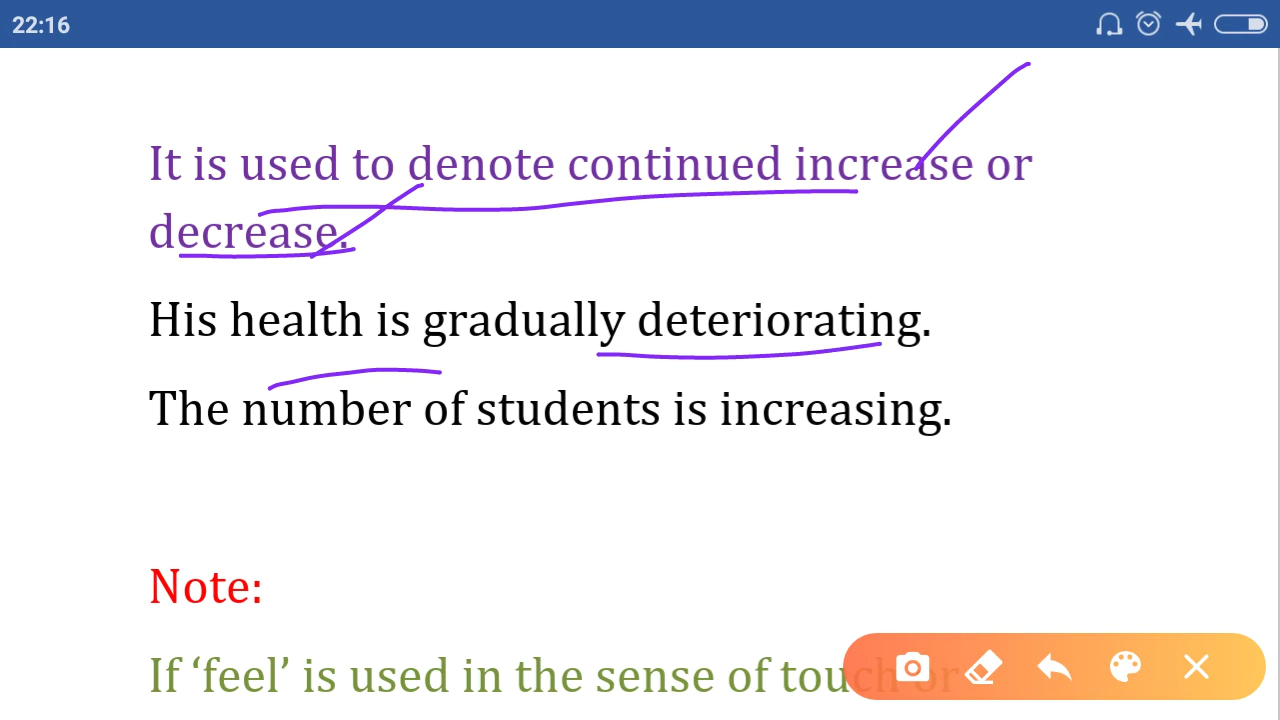 22:16
It is used to denote continued increase or
decrease.
His health is gradually deteriorating.
The number of students is increasing.
Note:
If ‘feel’ is used in the sense of touch or